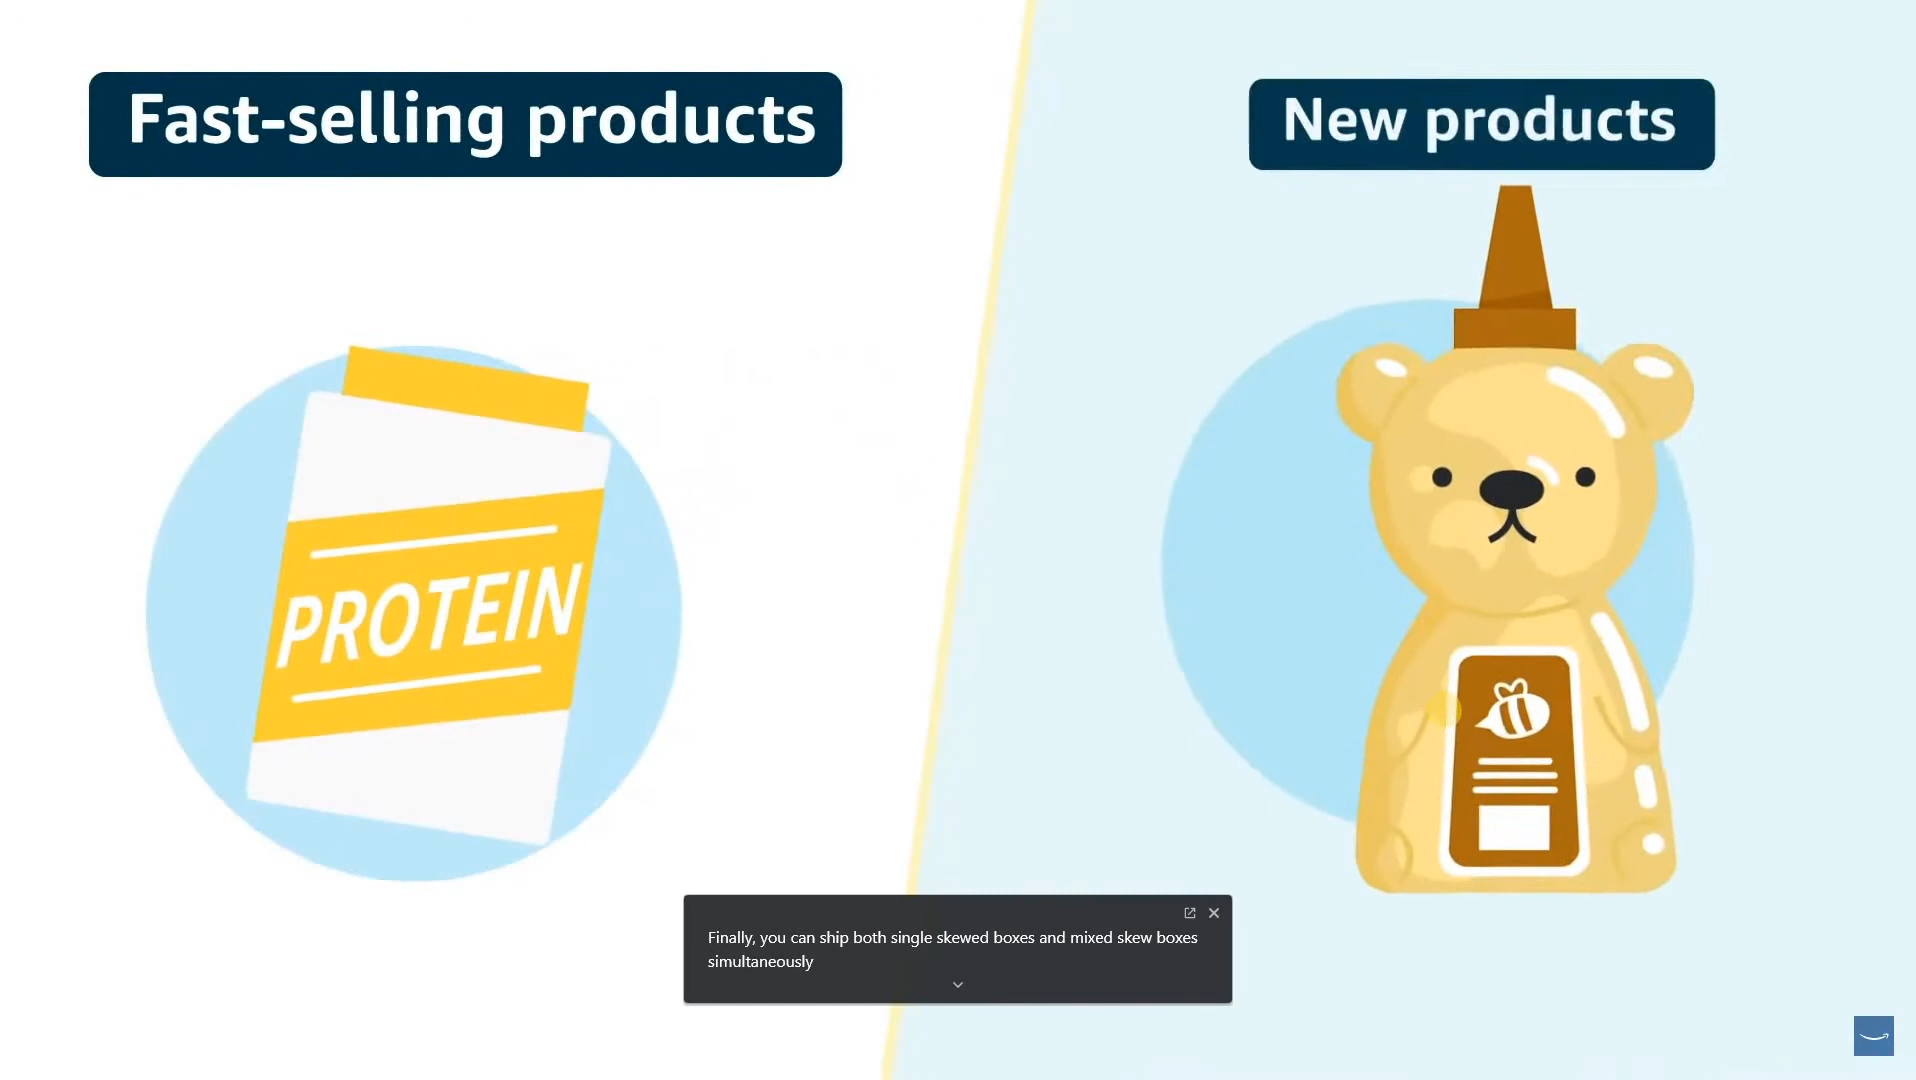 Fast-selling products
New products
PROTEIN
Finally, you can ship both single skewed boxes and mixed skew boxes
simultaneously